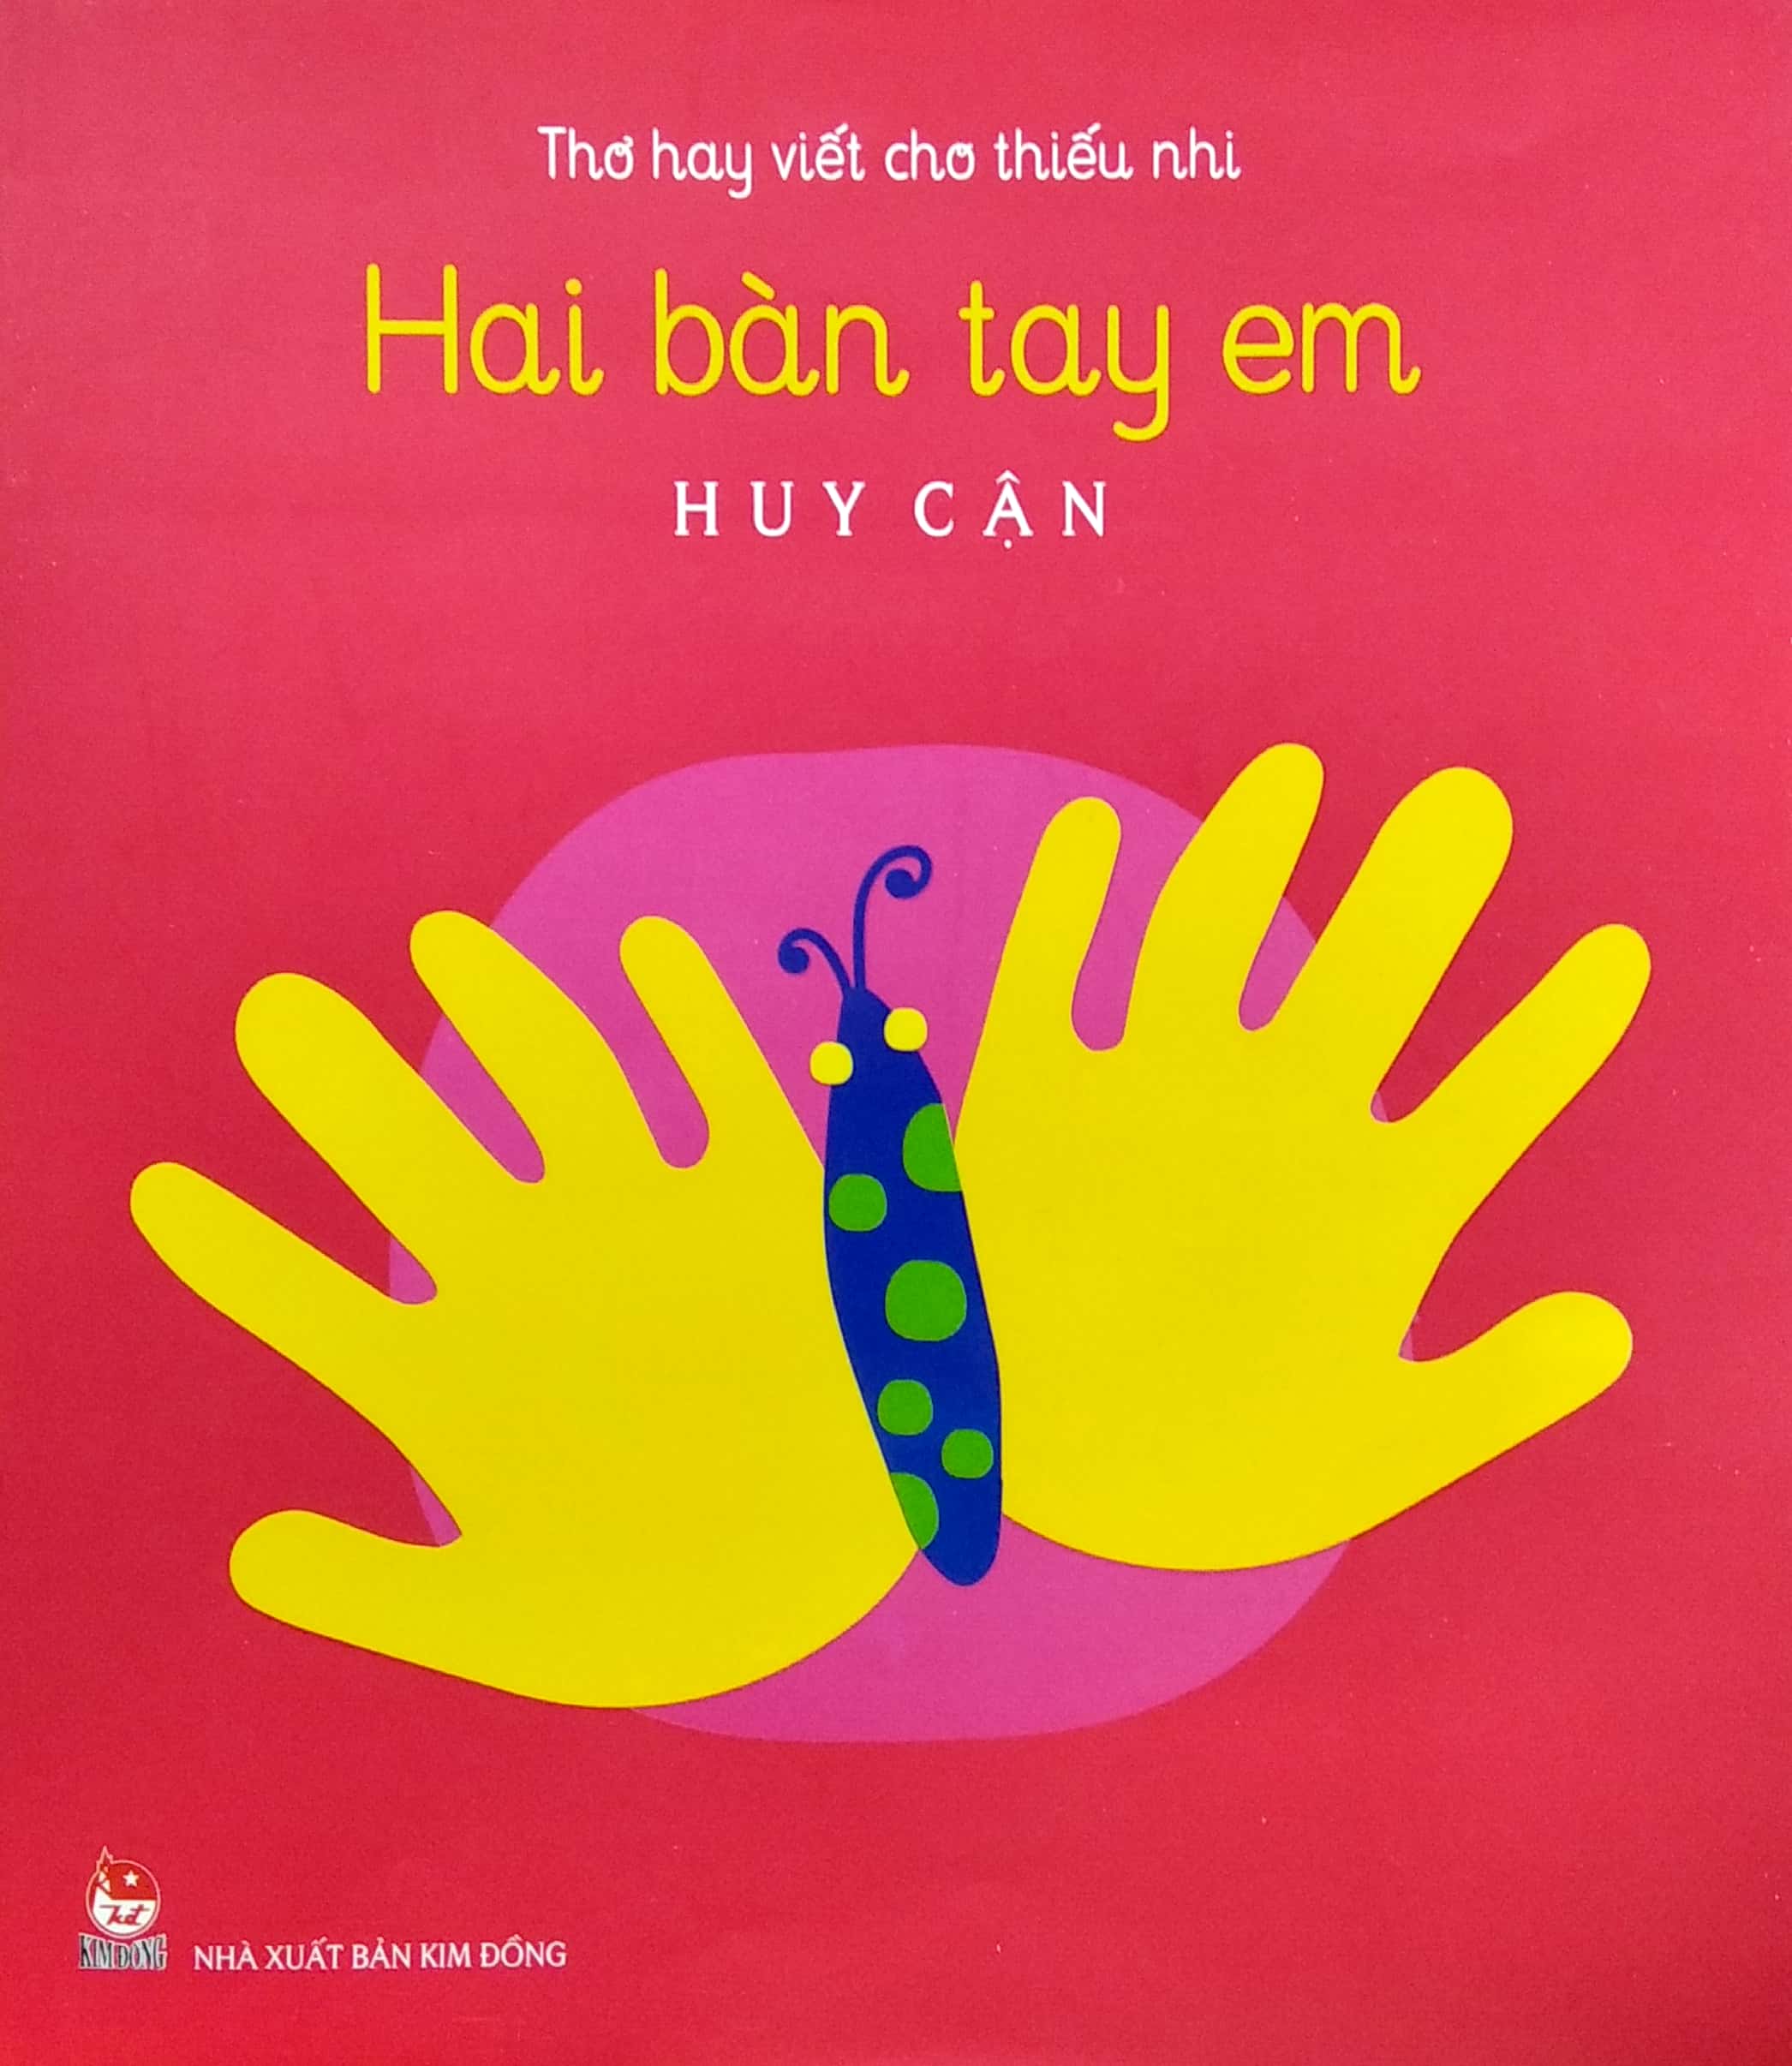 Thơ hay viết cho thiếu nhi
Hai bàn tay em
HUY CẬN
kđ
KIM ĐỒNG
NHÀ XUẤT BẢN KIM ĐỒNG